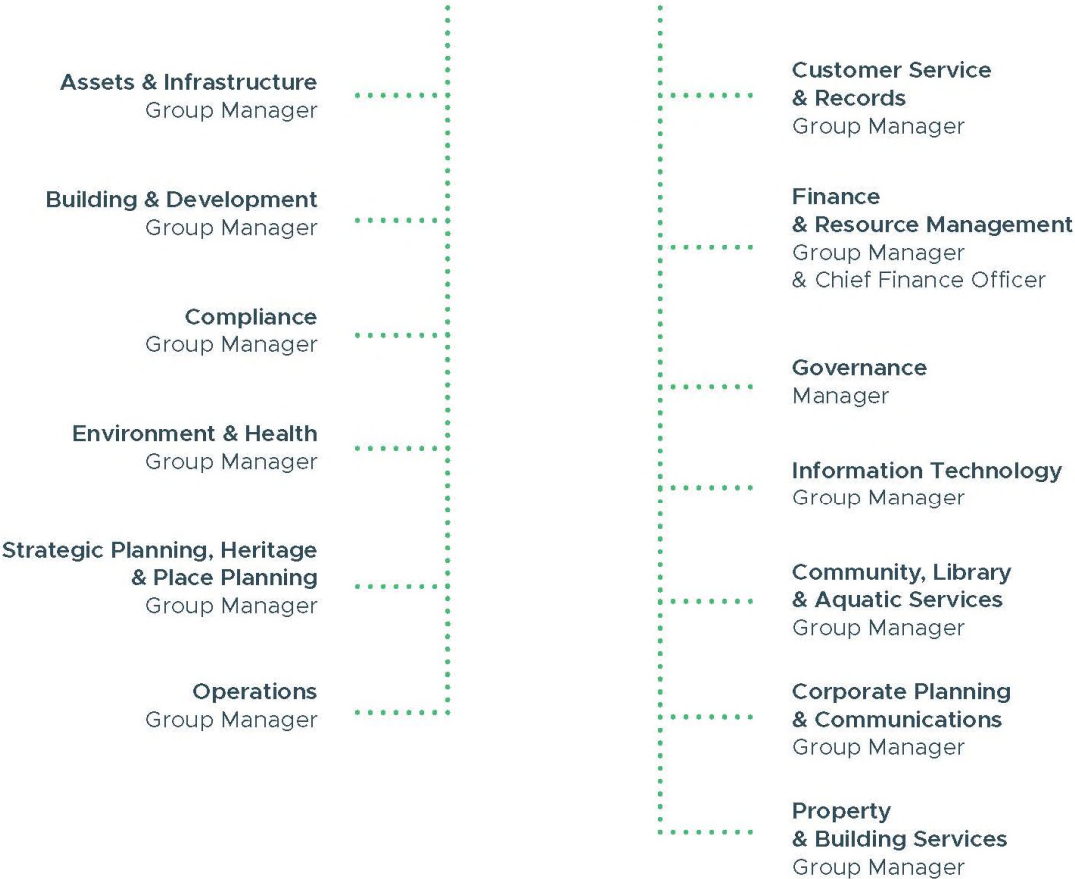 Assets & Infrastructure
Group Manager
Building & Development
Group Manager
Compliance
Group Manager
Environment & Health
Group Manager
Strategic Planning, Heritage
& Place Planning
Group Manager
Operations
Group Manager
Customer Service
& Records
Group Manager
Finance
& Resource Management
Group Manager
& Chief Finance Officer
Governance
Manager
Information Technology
Group Manager
Community, Library
& Aquatic Services
Group Manager
Corporate Planning
& Communications
Group Manager
Property
& Building Services
Group Manager